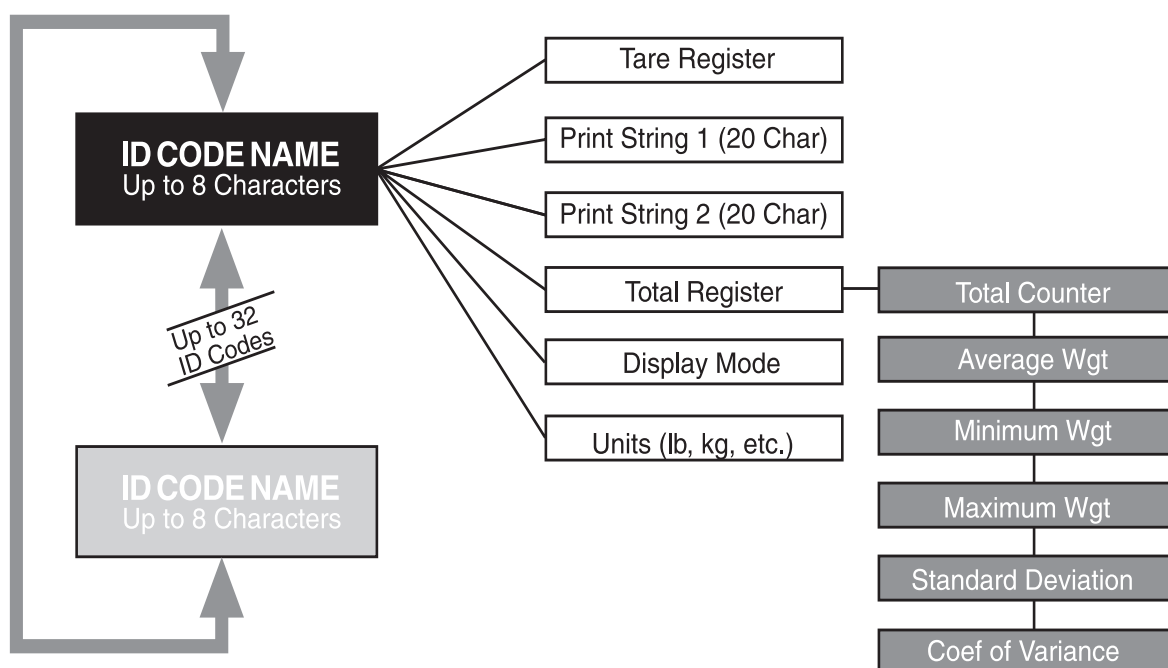 ID CODE NAME
Up to 8 Characters
Up to 32
ID Codes
ID CODE NAME
Up to 8 Characters
Tare Register
Print String 1 (20 Char)
Print String 2 (20 Char)
Total Register
Display Mode
Units (lb, kg, etc.)
Total Counter
Average Wgt
Minimum Wgt
Maximum Wgt
Standard Deviation
Coef of Variance